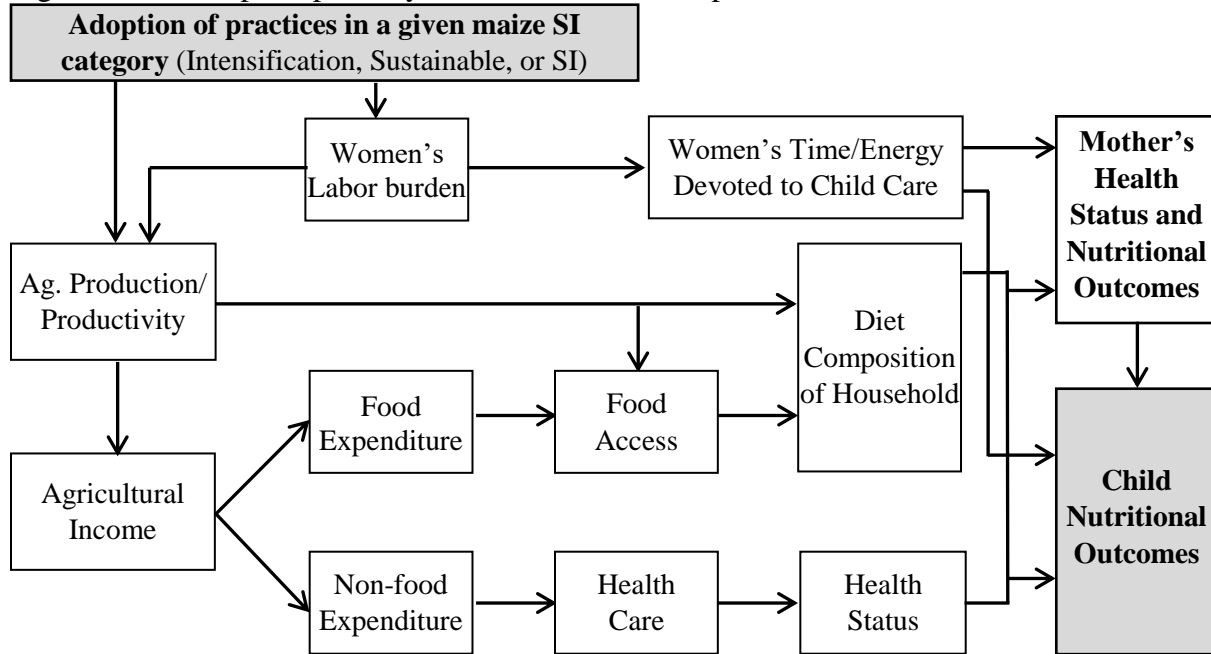 Adoption of practices in a given maize SI
category (Intensification, Sustainable, or SI)
Women's
Labor burden
Women's Time/Energy
Devoted to Child Care
Mother's
Health
Status and
Nutritional
Outcomes
Ag. Production/
Productivity
Diet
Composition
of Household
Food
Expenditure
Food
Access
Agricultural
Income
Child
Nutritional
Outcomes
Non-food
Expenditure
Health
Care
Health
Status